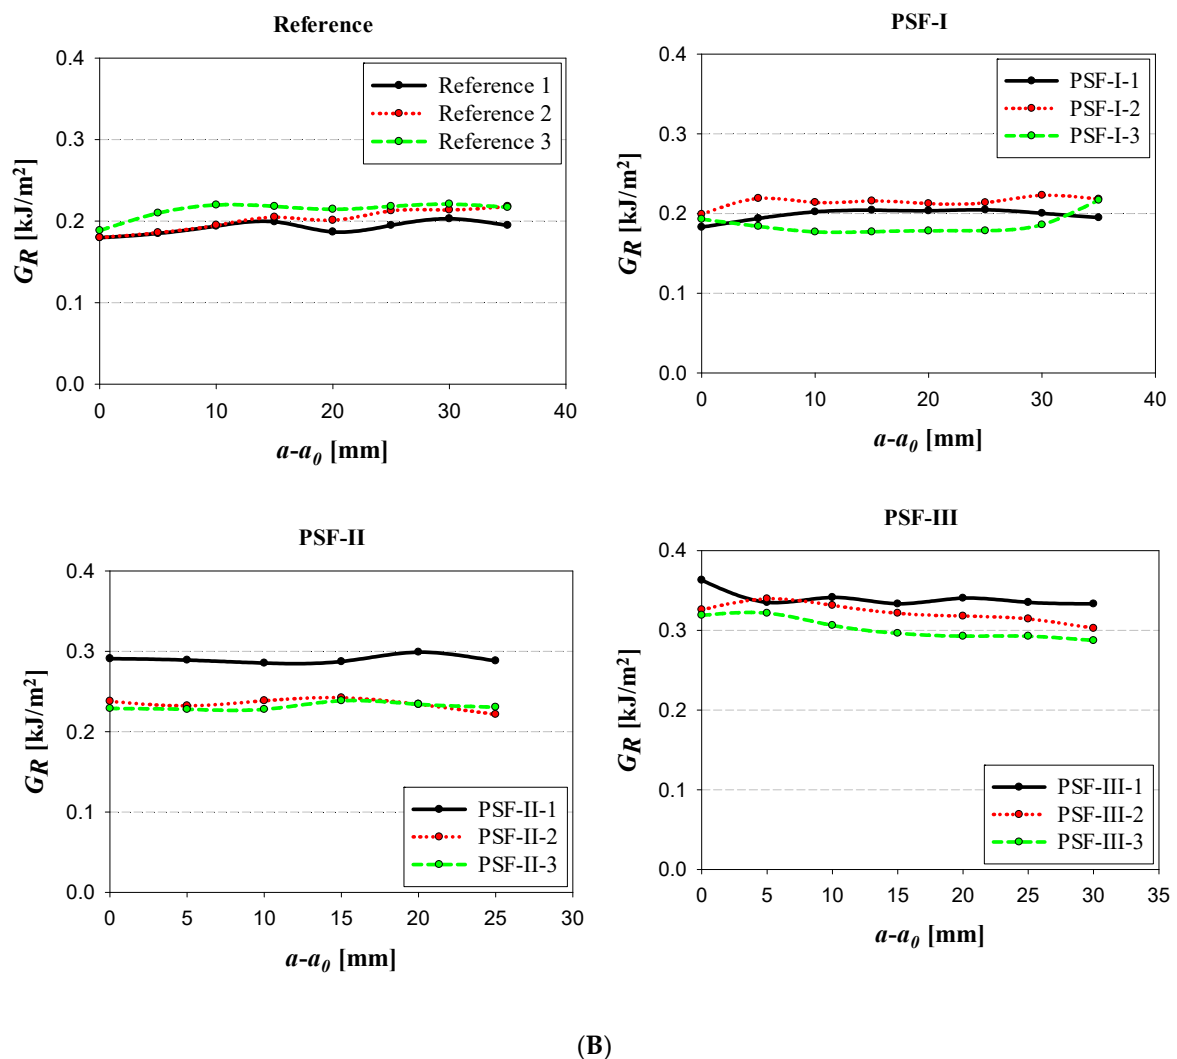 Reference
0.4
0.3
0.2
0.1
0.0
G_R [kJ/m²]
Reference 1
Reference 2
Reference 3
0 10 20 30 40
a-a₀ [mm]
PSF-I
0.4
0.3
0.2
0.1
0.0
G_R [kJ/m²]
PSF-I-1
PSF-I-2
PSF-I-3
0 10 20 30 40
a-a₀ [mm]
PSF-II
0.4
0.3
0.2
0.1
0.0
G_R [kJ/m²]
PSF-II-1
PSF-II-2
PSF-II-3
0 5 10 15 20 25 30
a-a₀ [mm]
PSF-III
0.4
0.3
0.2
0.1
0.0
G_R [kJ/m²]
PSF-III-1
PSF-III-2
PSF-III-3
0 5 10 15 20 25 30 35
a-a₀ [mm]
(B)